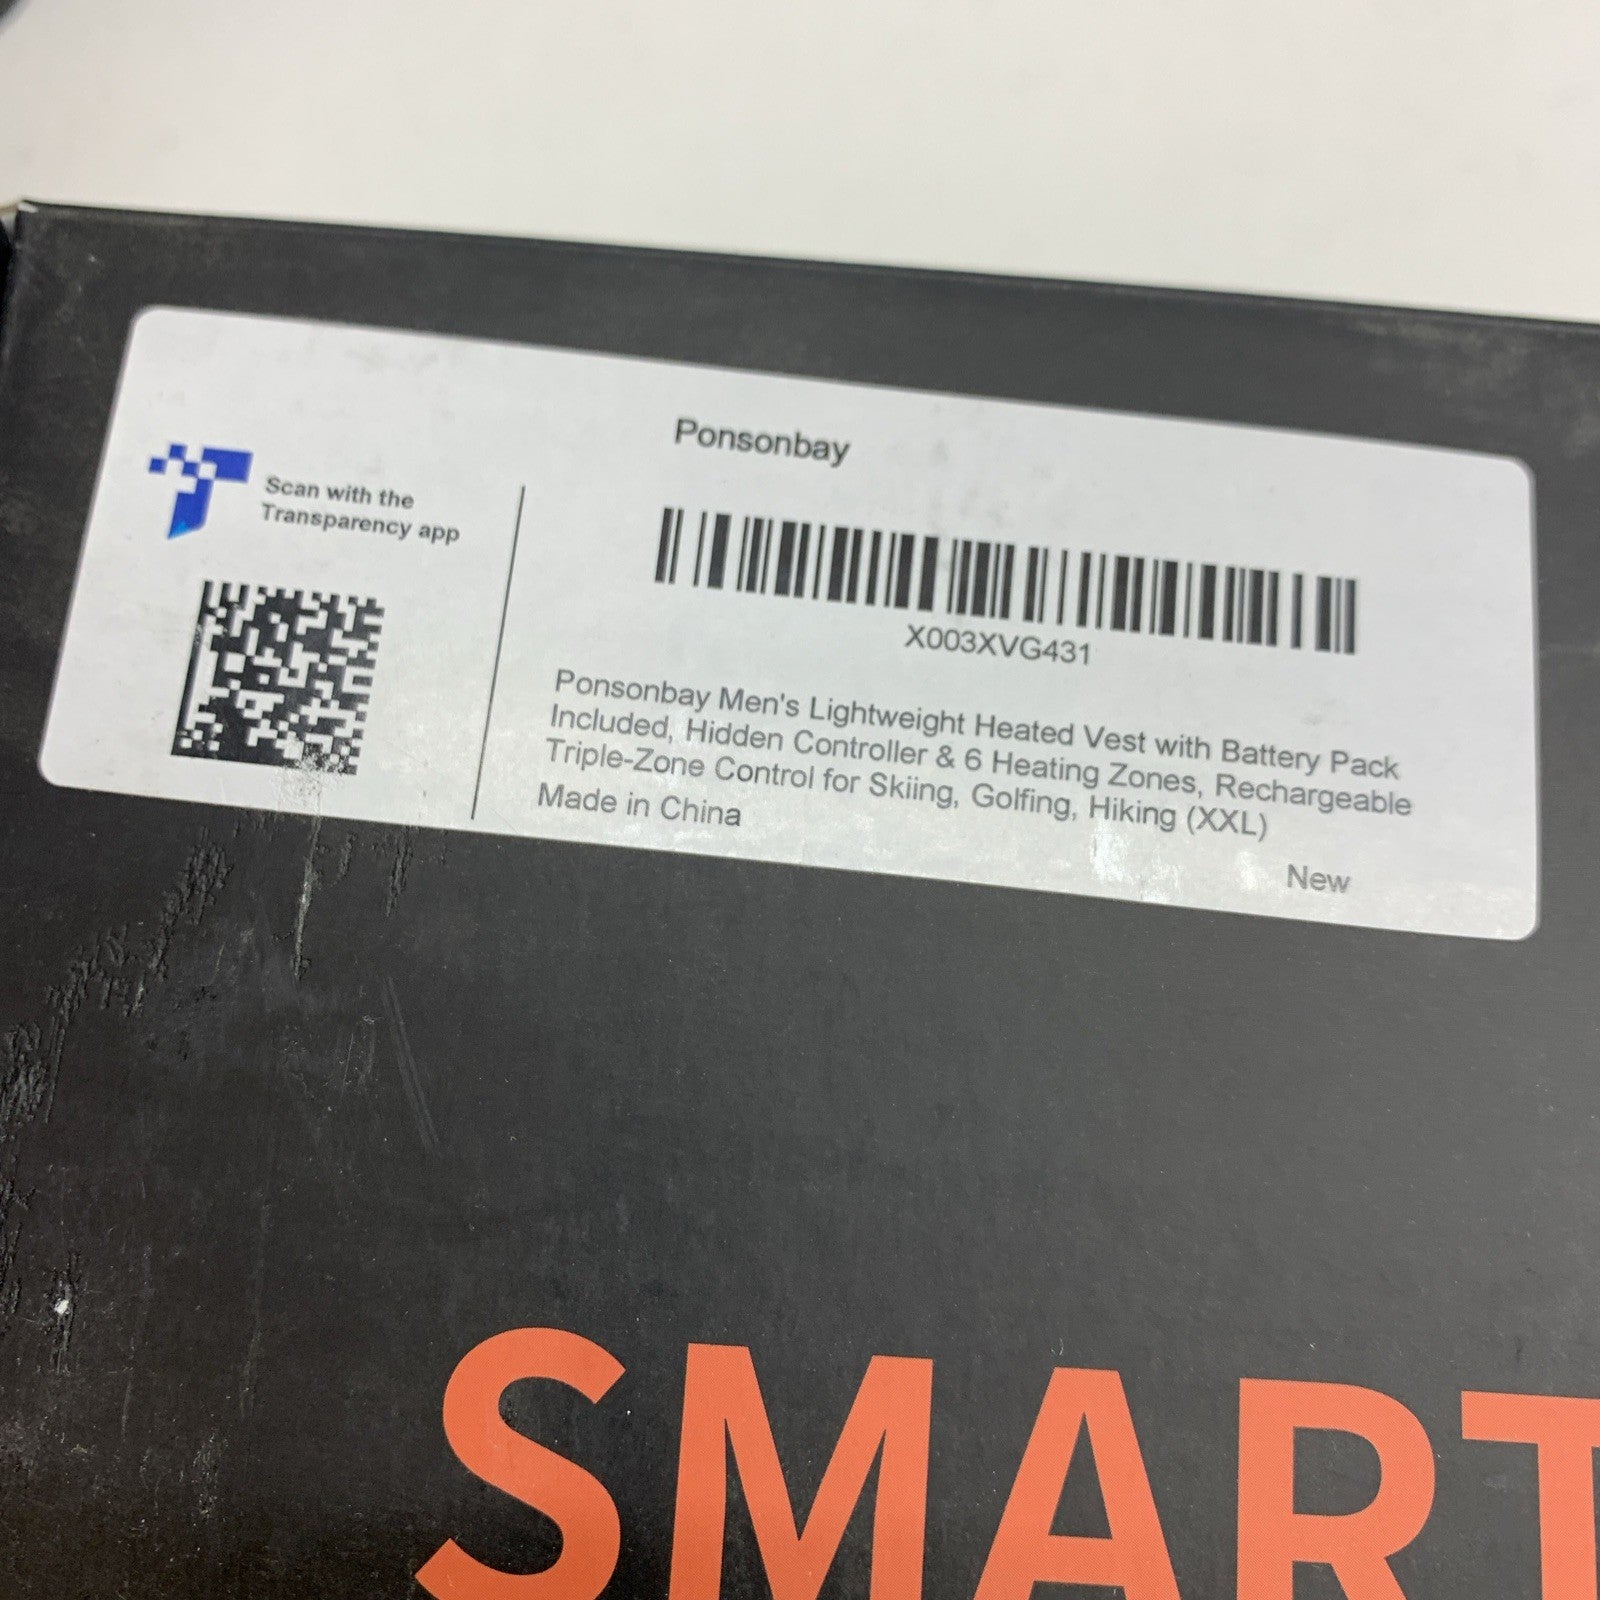 Ponsonbay
Scan with the
Transparency app
X003XVG431
Ponsonbay Men's Lightweight Heated Vest with Battery Pack
Included, Hidden Controller & 6 Heating Zones, Rechargeable
Triple-Zone Control for Skiing, Golfing, Hiking (XXL)
Made in China
New
SMART